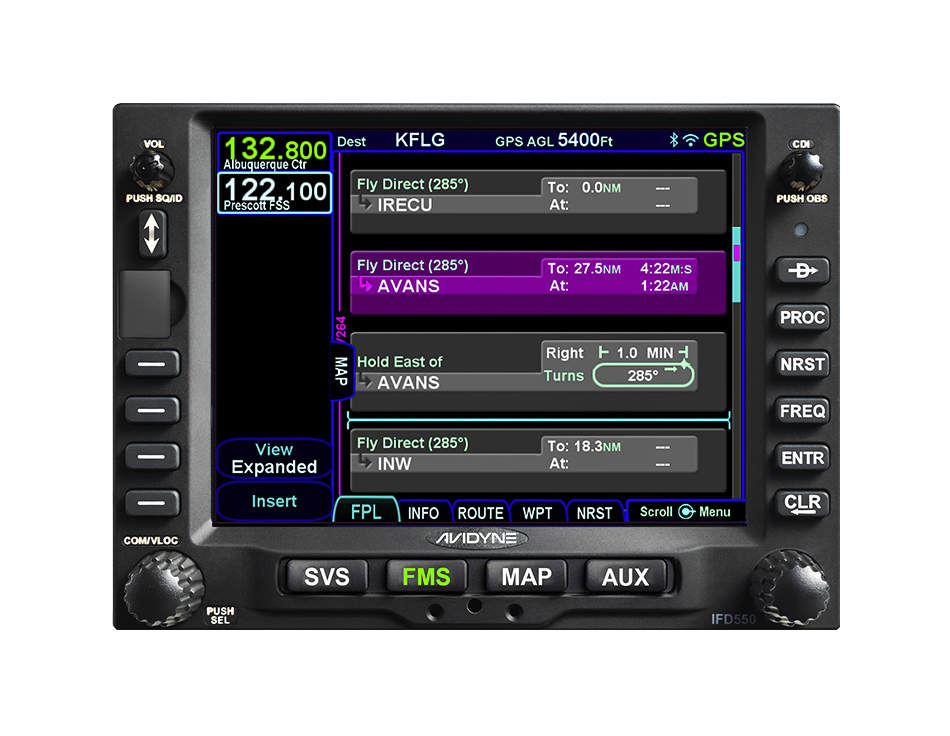 VOL
PUSH SQ/ID
132.800
Albuquerque Ctr
122.100
Prescott FSS
Dest KFLG GPS AGL 5400Ft GPS
CDI
PUSH OBS
Fly Direct (285°)
IRECU
To: 0.0NM ---
At: ---
Fly Direct (285°)
AVANS
To: 27.5NM 4:22M:S
At: 1:22AM
V264
MAP
Hold East of
AVANS
Right 1.0 MIN
Turns 285°
Fly Direct (285°)
INW
To: 18.3NM ---
At: ---
View
Expanded
Insert
FPL INFO ROUTE WPT NRST Scroll Menu
D
PROC
NRST
FREQ
ENTR
CLR
AVIDYNE
COM/VLOC
PUSH
SEL
SVS FMS MAP AUX
IFD550